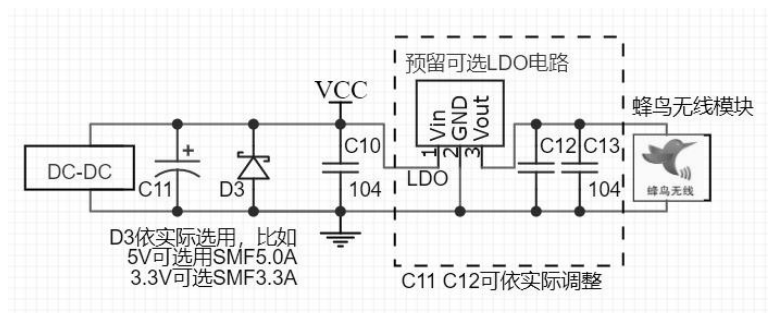 预留可选LDO电路
VCC
蜂鸟无线模块
Vin
GND
Vout
C10
C12
C13
1
2
3
DC-DC
+
C11
D3
104
LDO
104
蜂鸟无线
D3依实际选用，比如
5V可选用SMF5.0A
3.3V可选SMF3.3A
C11 C12可依实际调整